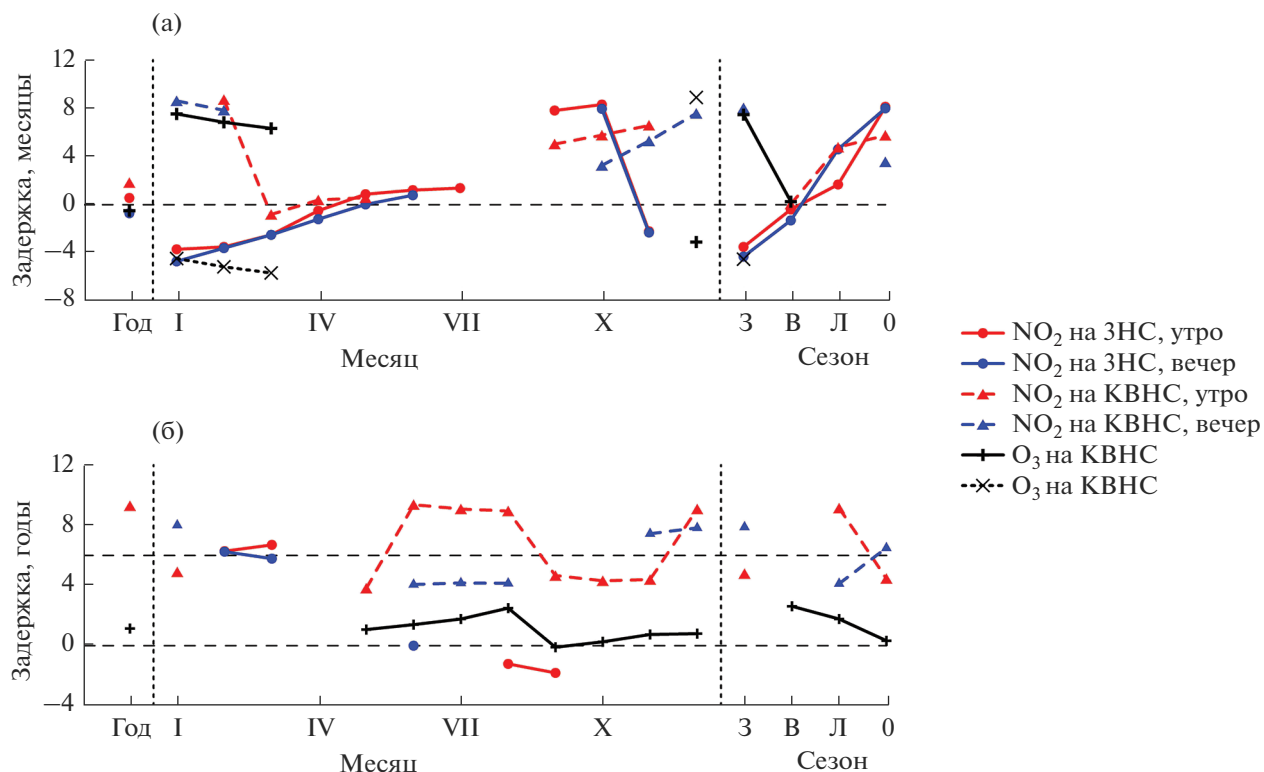 (а)
Задержка, месяцы
12
8
4
0
−4
−8
Год I IV VII X З В Л 0
Месяц Сезон
NO2 на ЗНС, утро
NO2 на ЗНС, вечер
NO2 на КВНС, утро
NO2 на КВНС, вечер
O3 на КВНС
O3 на КВНС
(б)
Задержка, годы
12
8
4
0
−4
Год I IV VII X З В Л 0
Месяц Сезон